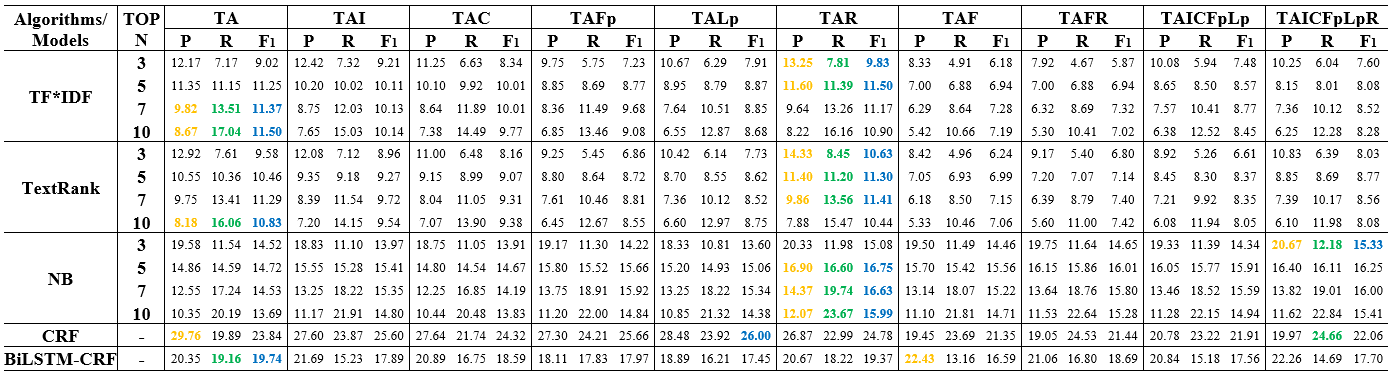 Algorithms/ Models TOP N TA TAI TAC TAFp TALp TAR TAF TAFR TAICFpLp TAICFpLpR
P R F1 P R F1 P R F1 P R F1 P R F1 P R F1 P R F1 P R F1 P R F1 P R F1
TF*IDF 3 12.17 7.17 9.02 12.42 7.32 9.21 11.25 6.63 8.34 9.75 5.75 7.23 10.67 6.29 7.91 13.25 7.81 9.83 8.33 4.91 6.18 7.92 4.67 5.87 10.08 5.94 7.48 10.25 6.04 7.60
5 11.35 11.15 11.25 10.20 10.02 10.11 10.10 9.92 10.01 8.85 8.69 8.77 8.95 8.79 8.87 11.60 11.39 11.50 7.00 6.88 6.94 7.00 6.88 6.94 8.65 8.50 8.57 8.15 8.01 8.08
7 9.82 13.51 11.37 8.75 12.03 10.13 8.64 11.89 10.01 8.36 11.49 9.68 7.64 10.51 8.85 9.64 13.26 11.17 6.29 8.64 7.28 6.32 8.69 7.32 7.57 10.41 8.77 7.36 10.12 8.52
10 8.67 17.04 11.50 7.65 15.03 10.14 7.38 14.49 9.77 6.85 13.46 9.08 6.55 12.87 8.68 8.22 16.16 10.90 5.42 10.66 7.19 5.30 10.41 7.02 6.38 12.52 8.45 6.25 12.28 8.28
TextRank 3 12.92 7.61 9.58 12.08 7.12 8.96 11.00 6.48 8.16 9.25 5.45 6.86 10.42 6.14 7.73 14.33 8.45 10.63 8.42 4.96 6.24 9.17 5.40 6.80 8.92 5.26 6.61 10.83 6.39 8.03
5 10.55 10.36 10.46 9.35 9.18 9.27 9.15 8.99 9.07 8.80 8.64 8.72 8.70 8.55 8.62 11.40 11.20 11.30 7.05 6.93 6.99 7.20 7.07 7.14 8.45 8.30 8.37 8.85 8.69 8.77
7 9.75 13.41 11.29 8.39 11.54 9.72 8.04 11.05 9.31 7.61 10.46 8.81 7.36 10.12 8.52 9.86 13.56 11.41 6.18 8.50 7.15 6.39 8.79 7.40 7.21 9.92 8.35 7.39 10.17 8.56
10 8.18 16.06 10.83 7.20 14.15 9.54 7.07 13.90 9.38 6.45 12.67 8.55 6.60 12.97 8.75 7.88 15.47 10.44 5.33 10.46 7.06 5.60 11.00 7.42 6.08 11.94 8.05 6.10 11.98 8.08
NB 3 19.58 11.54 14.52 18.83 11.10 13.97 18.75 11.05 13.91 19.17 11.30 14.22 18.33 10.81 13.60 20.33 11.98 15.08 19.50 11.49 14.46 19.75 11.64 14.65 19.33 11.39 14.34 20.67 12.18 15.33
5 14.86 14.59 14.72 15.55 15.28 15.41 14.80 14.54 14.67 15.80 15.52 15.66 15.20 14.93 15.06 16.90 16.60 16.75 15.70 15.42 15.56 16.15 15.86 16.01 16.05 15.77 15.91 16.40 16.11 16.25
7 12.55 17.24 14.53 13.25 18.22 15.35 12.25 16.85 14.19 13.75 18.91 15.92 13.25 18.22 15.34 14.37 19.74 16.63 13.14 18.07 15.22 13.64 18.76 15.80 13.46 18.52 15.59 13.82 19.01 16.00
10 10.35 20.19 13.69 11.17 21.91 14.80 10.44 20.48 13.83 11.20 22.00 14.84 10.85 21.32 14.38 12.07 23.67 15.99 11.10 21.81 14.71 11.53 22.64 15.28 11.28 22.15 14.94 11.62 22.84 15.41
CRF - 29.76 19.89 23.84 27.60 23.87 25.60 27.64 21.74 24.32 27.30 24.21 25.66 28.48 23.92 26.00 26.87 22.99 24.78 19.45 23.69 21.35 19.05 24.53 21.44 20.78 23.22 21.91 19.97 24.66 22.06
BiLSTM-CRF - 20.35 19.16 19.74 21.69 15.23 17.89 20.89 16.75 18.59 18.11 17.83 17.97 18.89 16.21 17.45 20.67 18.22 19.37 22.43 13.16 16.59 21.06 16.80 18.69 20.84 15.18 17.56 22.26 14.69 17.70